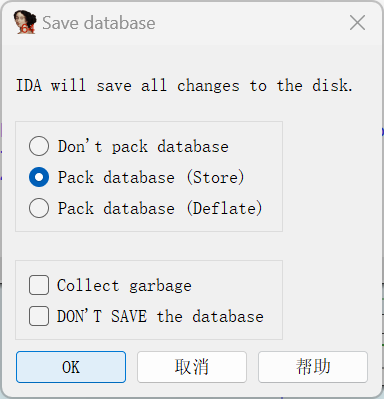 Save database
IDA will save all changes to the disk.
Don't pack database
Pack database (Store)
Pack database (Deflate)
Collect garbage
DON'T SAVE the database
OK
取消
帮助